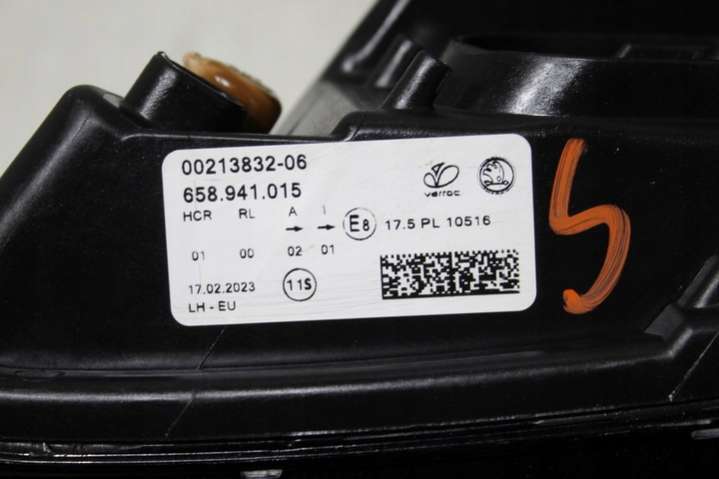 00213832-06
658.941.015
varroc
HCR RL A I
→ →
E8 17.5 PL 10516
01 00 02 01
17.02.2023
11S
LH - EU
S